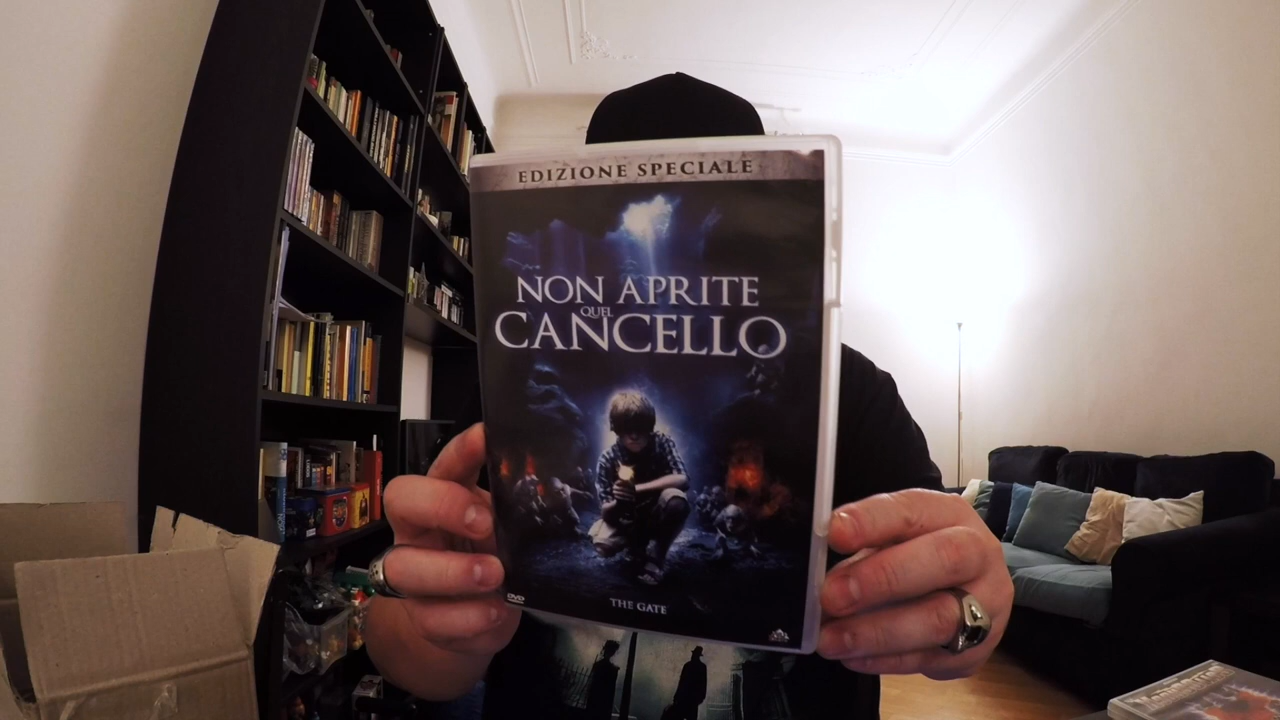 EDIZIONE SPECIALE
NON APRITE
QUEL
CANCELLO
THE GATE
DVD